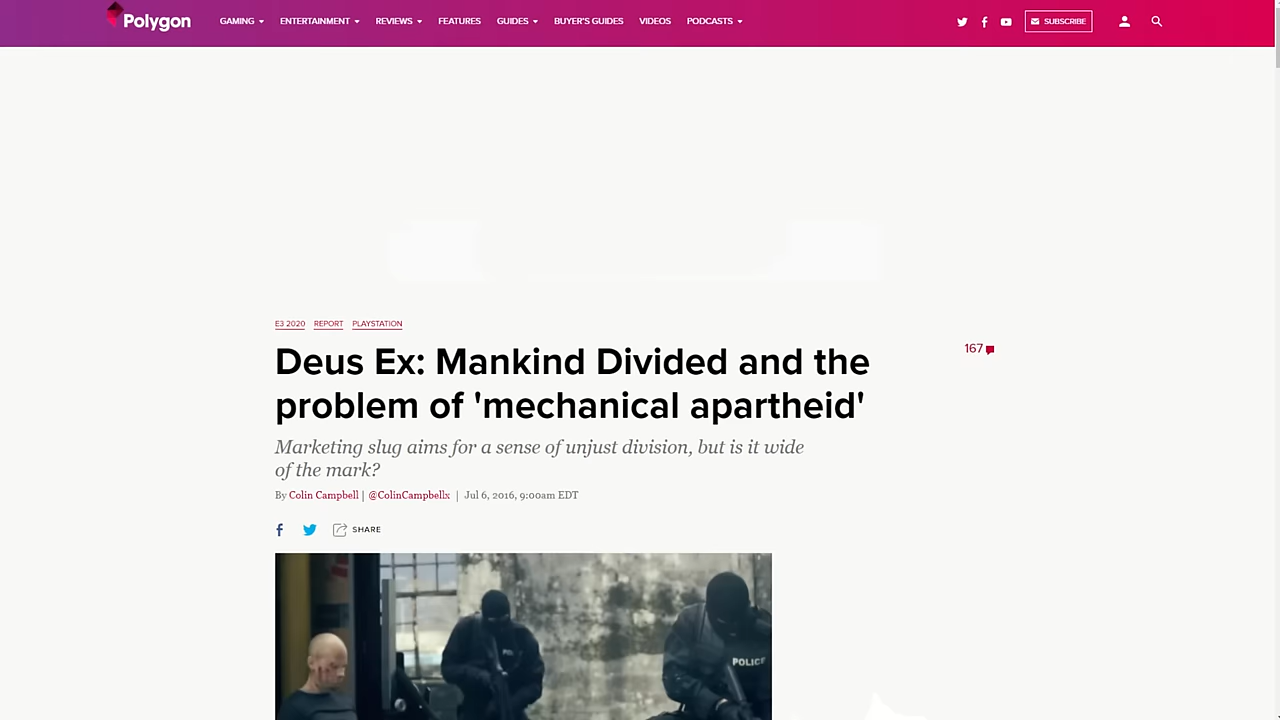 Polygon
GAMING ENTERTAINMENT REVIEWS FEATURES GUIDES BUYER'S GUIDES VIDEOS PODCASTS SUBSCRIBE
E3 2020 REPORT PLAYSTATION
Deus Ex: Mankind Divided and the
problem of 'mechanical apartheid'
167
Marketing slug aims for a sense of unjust division, but is it wide
of the mark?
By Colin Campbell | @ColinCampbellx | Jul 6, 2016, 9:00am EDT
SHARE
POLICE